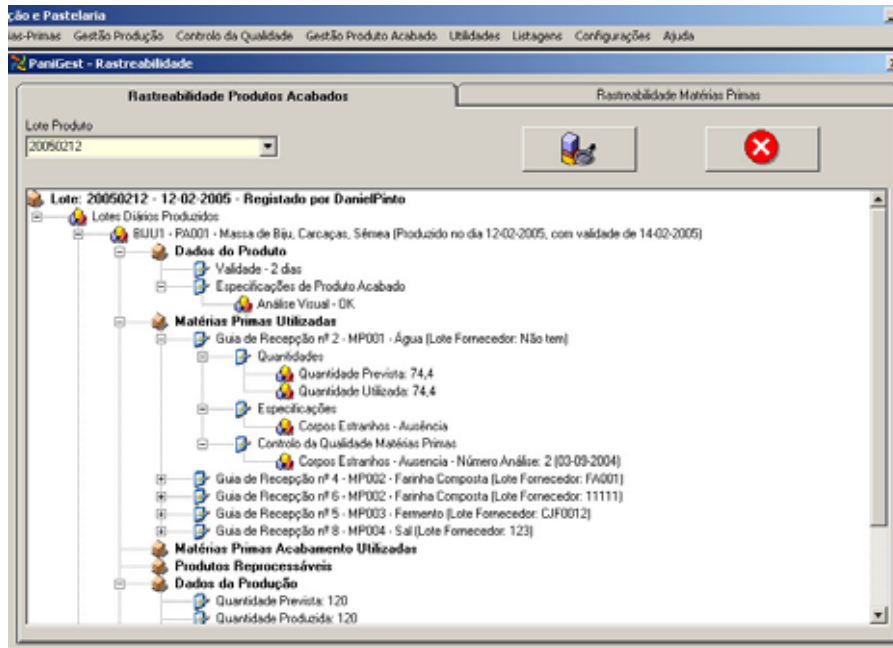 ção e Pastelaria
as-Primas Gestão Produção Controlo da Qualidade Gestão Produto Acabado Utilidades Listagens Configurações Ajuda
PaniGest - Rastreabilidade
Rastreabilidade Produtos Acabados Rastreabilidade Matérias Primas
Lote Produto
20050212
Lote: 20050212 - 12-02-2005 - Registado por DanielPinto
Lotes Diários Produzidos
BIJU1 - PA001 - Massa de Biju, Carcaças, Sêmea (Produzido no dia 12-02-2005, com validade de 14-02-2005)
Dados do Produto
Validade - 2 dias
Especificações de Produto Acabado
Análise Visual - OK
Matérias Primas Utilizadas
Guia de Recepção nº 2 - MP001 - Água (Lote Fornecedor: Não tem)
Quantidades
Quantidade Prevista: 74,4
Quantidade Utilizada: 74,4
Especificações
Corpos Estranhos - Ausência
Controlo da Qualidade Matérias Primas
Corpos Estranhos - Ausencia - Número Análise: 2 (03-09-2004)
Guia de Recepção nº 4 - MP002 - Farinha Composta (Lote Fornecedor: FA001)
Guia de Recepção nº 6 - MP002 - Farinha Composta (Lote Fornecedor: 11111)
Guia de Recepção nº 5 - MP003 - Fermento (Lote Fornecedor: CJF0012)
Guia de Recepção nº 8 - MP004 - Sal (Lote Fornecedor: 123)
Matérias Primas Acabamento Utilizadas
Produtos Reprocessáveis
Dados da Produção
Quantidade Prevista: 120
Quantidade Produzida: 120